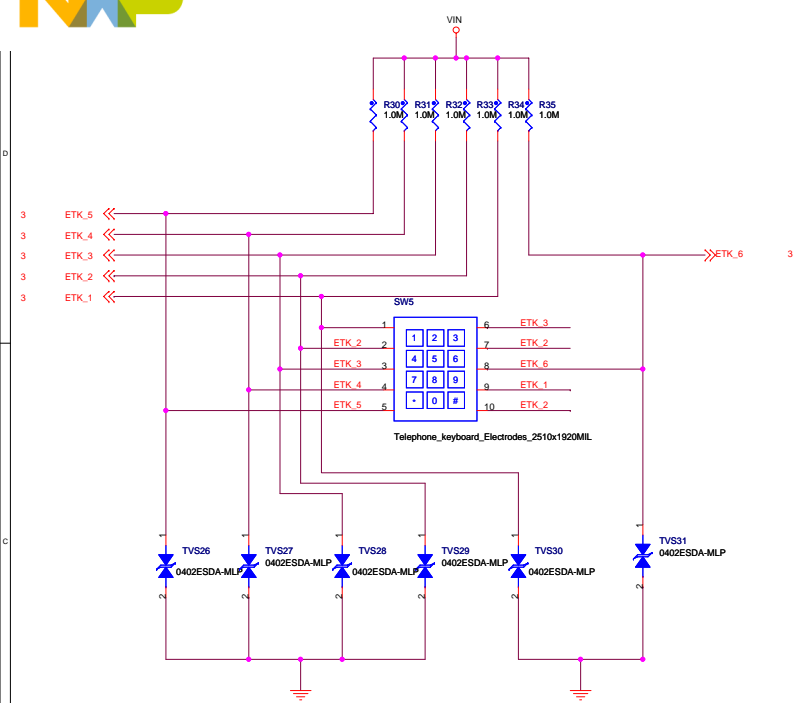 VIN
R30 R31 R32 R33 R34 R35
1.0M 1.0M 1.0M 1.0M 1.0M 1.0M
D
3 ETK_5
3 ETK_4
3 ETK_3 ETK_6 3
3 ETK_2
3 ETK_1
SW5
1 1 2 3 6 ETK_3
ETK_2 2 7 ETK_2
ETK_3 3 4 5 6 8 ETK_6
ETK_4 4 7 8 9 9 ETK_1
ETK_5 5 * 0 # 10 ETK_2
Telephone_keyboard_Electrodes_2510x1920MIL
C
1 1 1 1 1 1
TVS26 TVS27 TVS28 TVS29 TVS30 TVS31
0402ESDA-MLP 0402ESDA-MLP 0402ESDA-MLP 0402ESDA-MLP 0402ESDA-MLP 0402ESDA-MLP
2 2 2 2 2 2